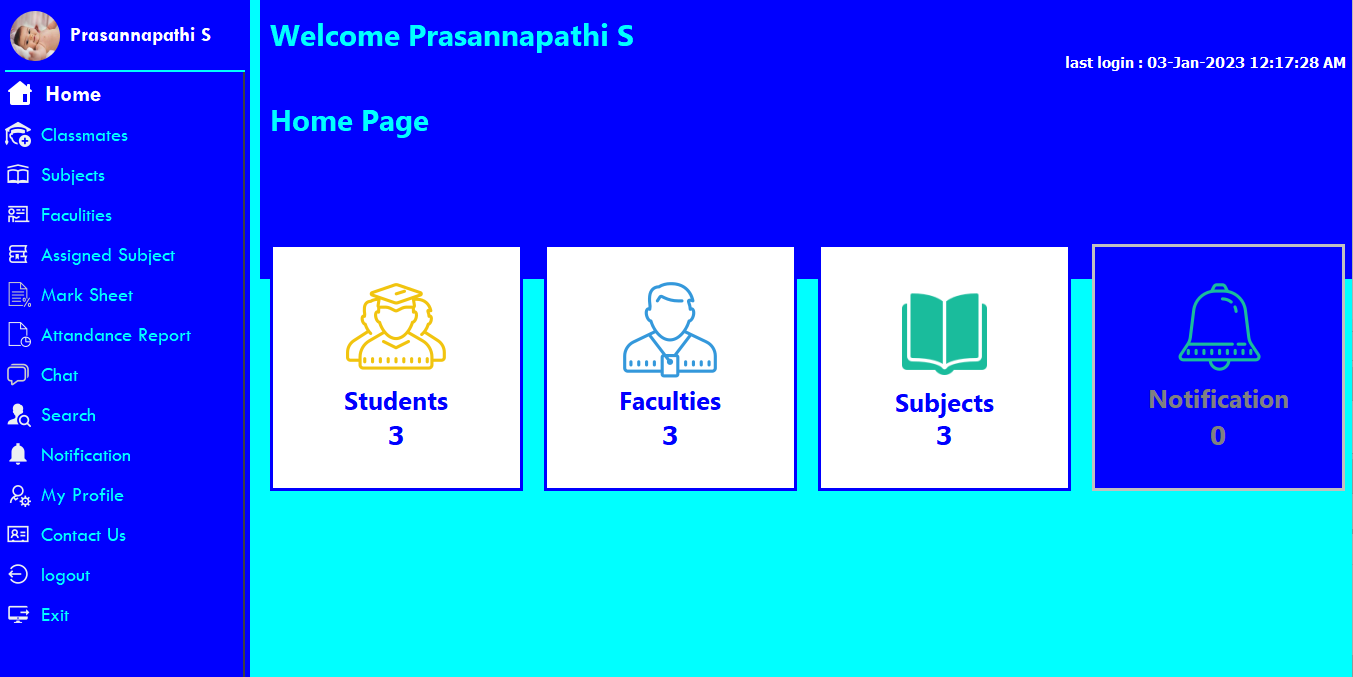 Prasannapathi S
Home
Classmates
Subjects
Faculities
Assigned Subject
Mark Sheet
Attandance Report
Chat
Search
Notification
My Profile
Contact Us
logout
Exit
Welcome Prasannapathi S
last login : 03-Jan-2023 12:17:28 AM
Home Page
Students
3
Faculties
3
Subjects
3
Notification
0